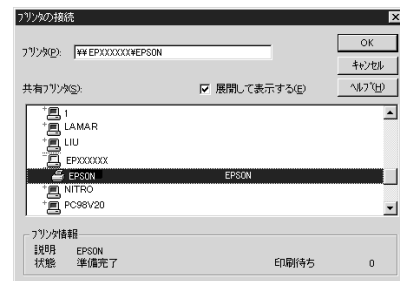 プリンタの接続
プリンタ(P): ¥¥EPXXXXXX¥EPSON
OK
キャンセル
ヘルプ(H)
共有プリンタ(S):
展開して表示する(E)
1
LAMAR
LIU
EPXXXXXX
EPSON EPSON
NITRO
PC98V20
プリンタ情報
説明 EPSON
状態 準備完了 印刷待ち 0